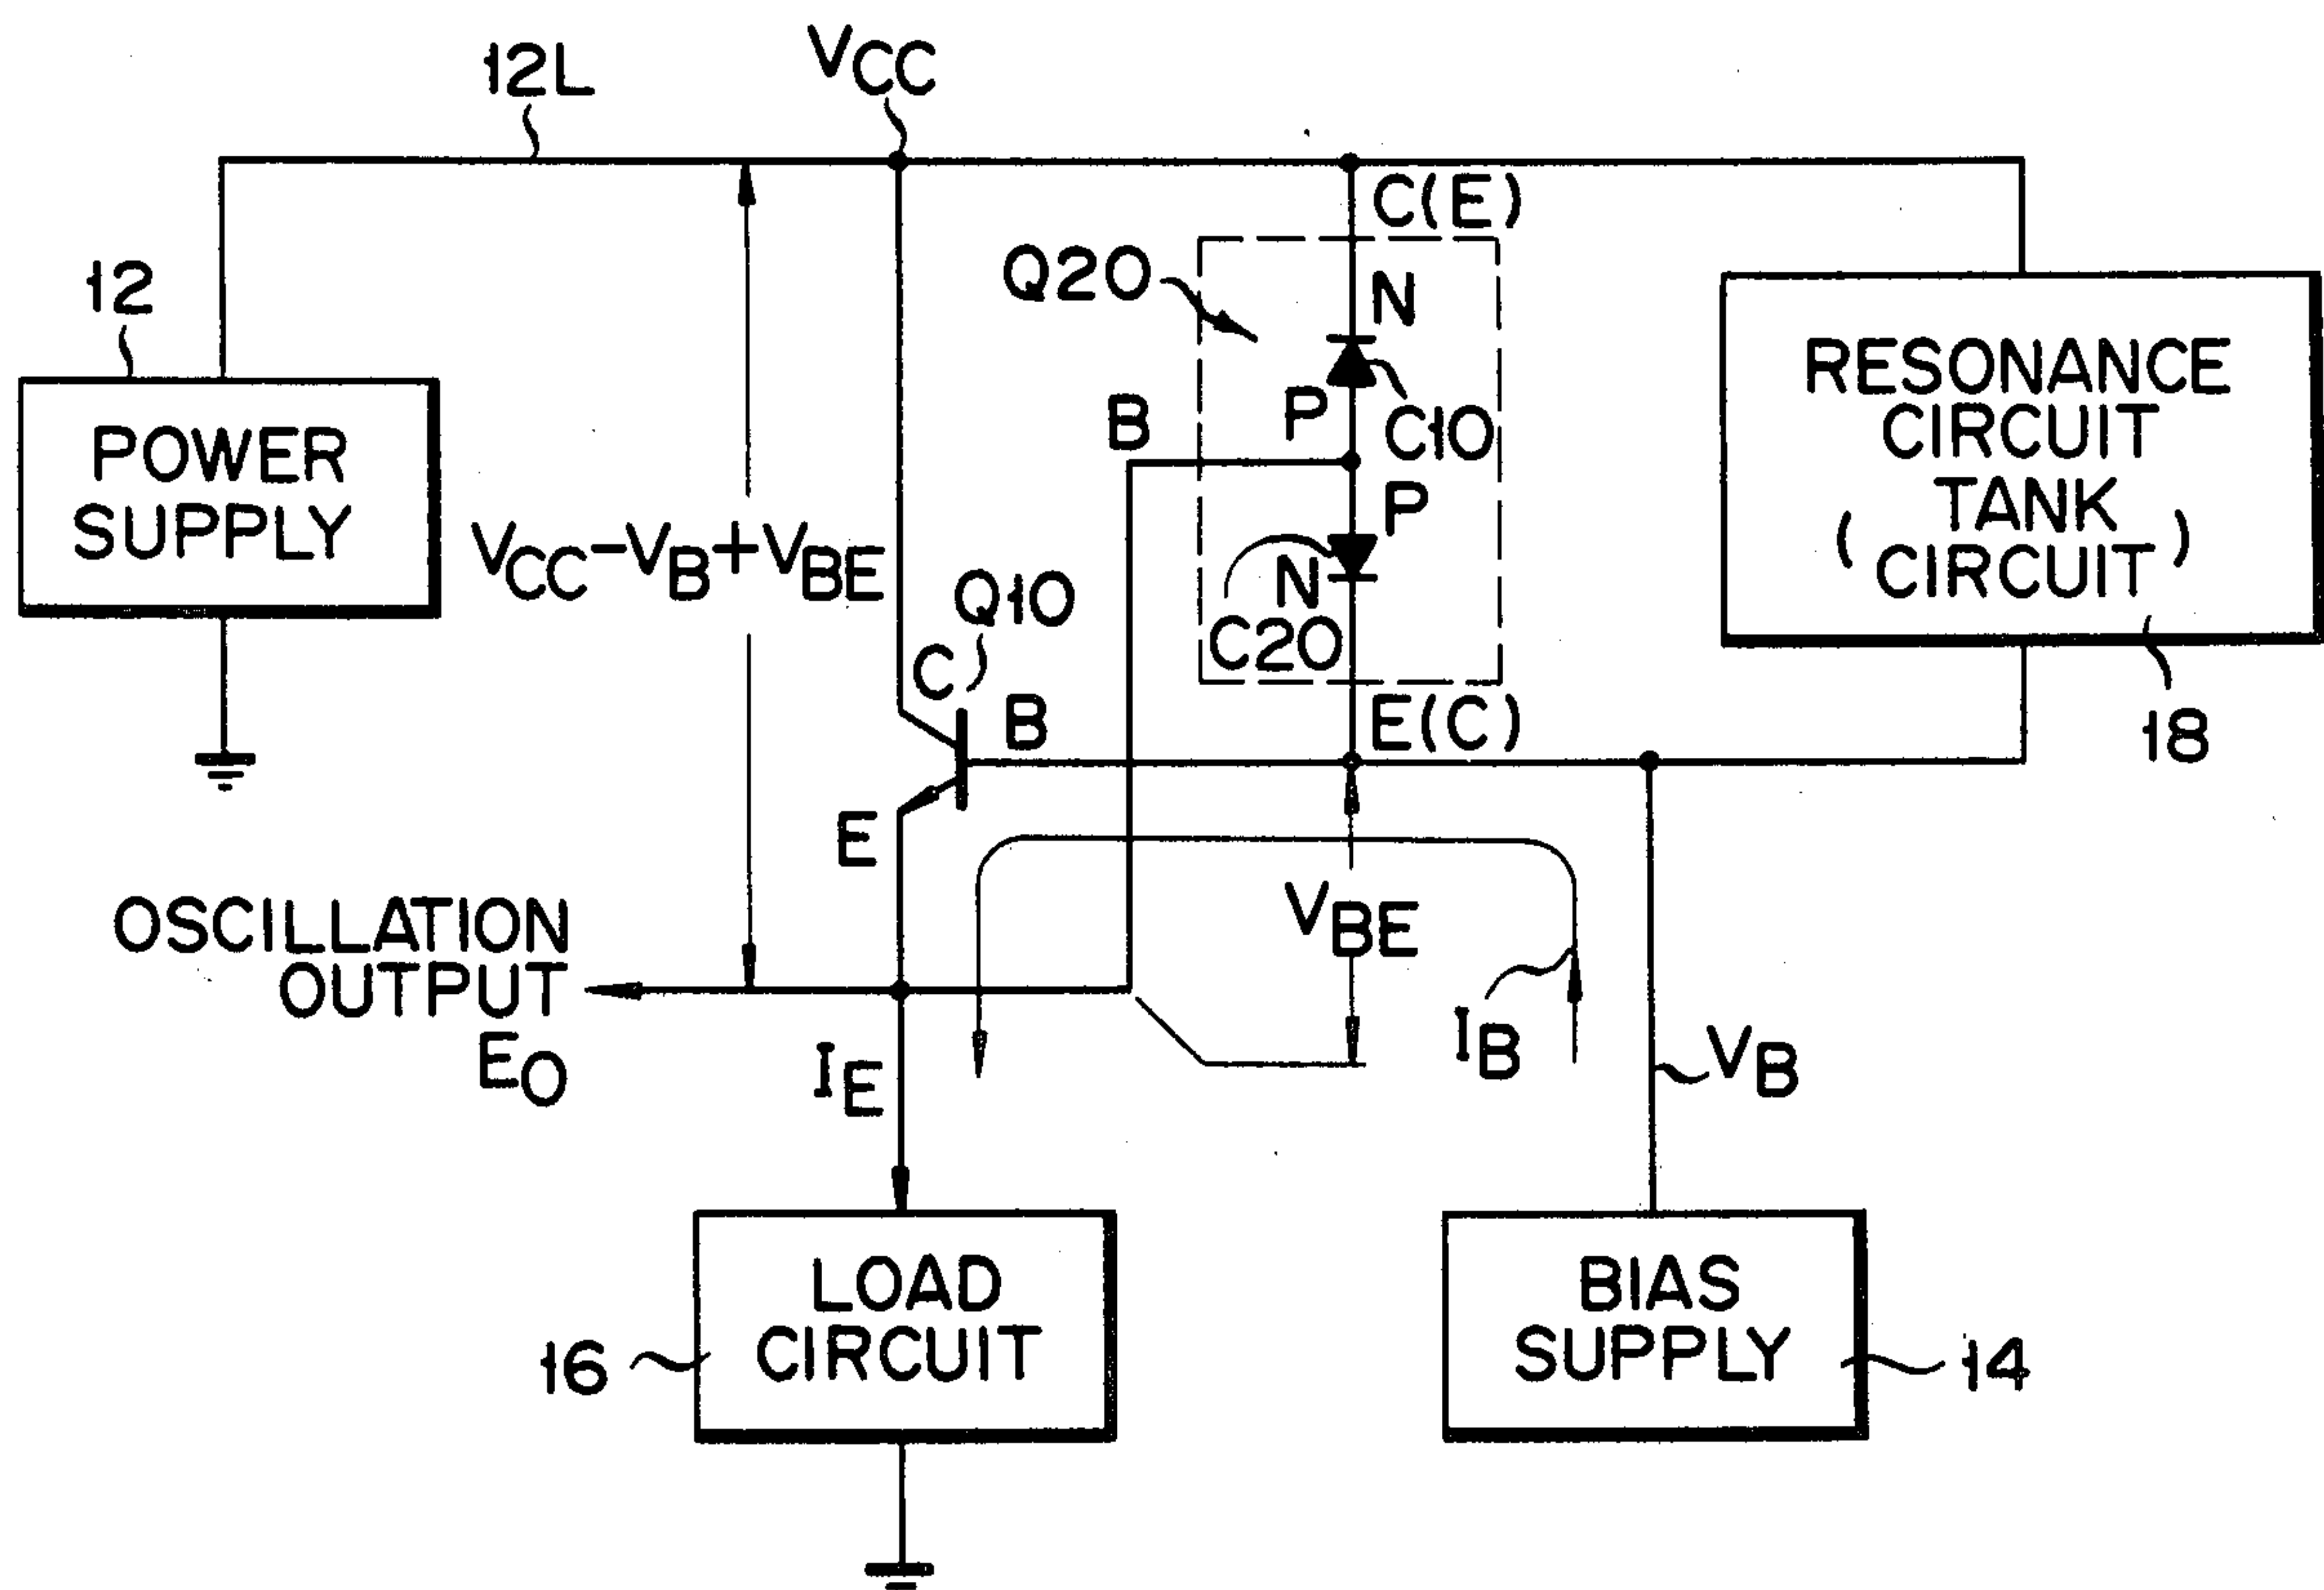 12L
VCC
C(E)
12
Q20
N
P
C10
B
RESONANCE
CIRCUIT
TANK
( CIRCUIT )
POWER
SUPPLY
P
VCC-VB+VBE
Q10
N
C20
C
B
E(C)
18
E
OSCILLATION
OUTPUT
EO
VBE
IE
IB
VB
LOAD
CIRCUIT
16
BIAS
SUPPLY
14